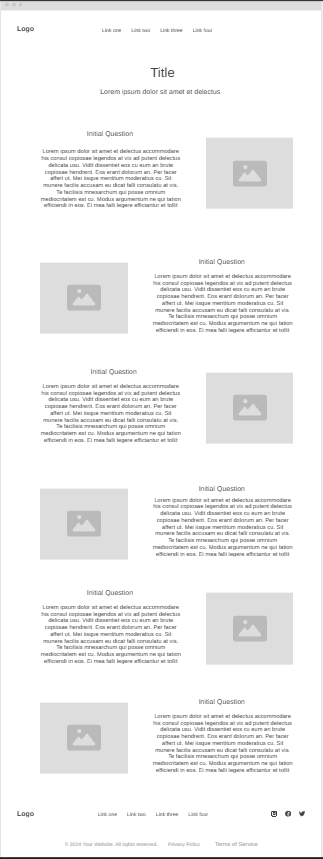 Logo
Link one Link two Link three Link four
Title
Lorem ipsum dolor sit amet et delectus
Initial Question
Lorem ipsum dolor sit amet et delectus accommodare
his consul copiosae legendos at vix ad putent delectus
delicata usu. Vidit dissentiet eos cu eum an brute
copiosae hendrerit. Eos erant dolorum an. Per facer
affert ut. Mei iisque mentitum moderatius cu. Sit
munere facilis accusam eu dicat falli consulatu at vis.
Te facilisis mnesarchum qui posse omnium
mediocritatem est cu. Modus argumentum ne qui tation
efficiendi in eos. Ei mea falli legere efficiantur et tollit
Initial Question
Lorem ipsum dolor sit amet et delectus accommodare
his consul copiosae legendos at vix ad putent delectus
delicata usu. Vidit dissentiet eos cu eum an brute
copiosae hendrerit. Eos erant dolorum an. Per facer
affert ut. Mei iisque mentitum moderatius cu. Sit
munere facilis accusam eu dicat falli consulatu at vis.
Te facilisis mnesarchum qui posse omnium
mediocritatem est cu. Modus argumentum ne qui tation
efficiendi in eos. Ei mea falli legere efficiantur et tollit
Initial Question
Lorem ipsum dolor sit amet et delectus accommodare
his consul copiosae legendos at vix ad putent delectus
delicata usu. Vidit dissentiet eos cu eum an brute
copiosae hendrerit. Eos erant dolorum an. Per facer
affert ut. Mei iisque mentitum moderatius cu. Sit
munere facilis accusam eu dicat falli consulatu at vis.
Te facilisis mnesarchum qui posse omnium
mediocritatem est cu. Modus argumentum ne qui tation
efficiendi in eos. Ei mea falli legere efficiantur et tollit
Initial Question
Lorem ipsum dolor sit amet et delectus accommodare
his consul copiosae legendos at vix ad putent delectus
delicata usu. Vidit dissentiet eos cu eum an brute
copiosae hendrerit. Eos erant dolorum an. Per facer
affert ut. Mei iisque mentitum moderatius cu. Sit
munere facilis accusam eu dicat falli consulatu at vis.
Te facilisis mnesarchum qui posse omnium
mediocritatem est cu. Modus argumentum ne qui tation
efficiendi in eos. Ei mea falli legere efficiantur et tollit
Initial Question
Lorem ipsum dolor sit amet et delectus accommodare
his consul copiosae legendos at vix ad putent delectus
delicata usu. Vidit dissentiet eos cu eum an brute
copiosae hendrerit. Eos erant dolorum an. Per facer
affert ut. Mei iisque mentitum moderatius cu. Sit
munere facilis accusam eu dicat falli consulatu at vis.
Te facilisis mnesarchum qui posse omnium
mediocritatem est cu. Modus argumentum ne qui tation
efficiendi in eos. Ei mea falli legere efficiantur et tollit
Initial Question
Lorem ipsum dolor sit amet et delectus accommodare
his consul copiosae legendos at vix ad putent delectus
delicata usu. Vidit dissentiet eos cu eum an brute
copiosae hendrerit. Eos erant dolorum an. Per facer
affert ut. Mei iisque mentitum moderatius cu. Sit
munere facilis accusam eu dicat falli consulatu at vis.
Te facilisis mnesarchum qui posse omnium
mediocritatem est cu. Modus argumentum ne qui tation
efficiendi in eos. Ei mea falli legere efficiantur et tollit
Logo
Link one Link two Link three Link four
© 2024 Your Website. All rights reserved. Privacy Policy Terms of Service